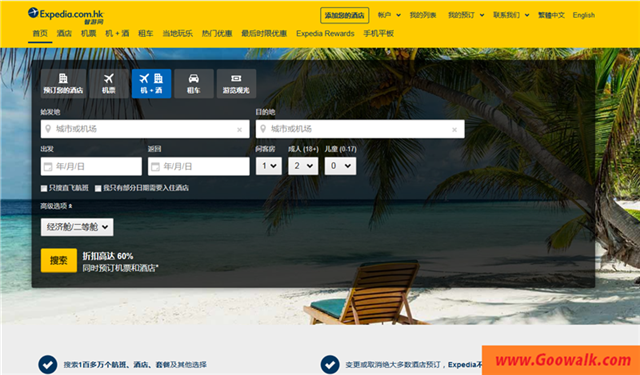 Expedia.com.hk
智游网
添加您的酒店 帐户 我的列表 我的预订 联系我们 繁體中文 English
首页 酒店 机票 机 + 酒 租车 当地玩乐 热门优惠 最后时限优惠 Expedia Rewards 手机平板
预订您的酒店 机票 机 + 酒 租车 游览观光
始发地 目的地
城市或机场 × 城市或机场 ×
出发 返回 间客房 成人 (18+) 儿童 (0-17)
年/月/日 年/月/日 1 2 0
只搜直飞航班 我只有部分日期需要入住酒店
高级选项
经济舱/二等舱
搜索 折扣高达 60%
同时预订机票和酒店*
搜索1百多万个航班、酒店、套餐及其他选择 变更或取消绝大多数酒店预订，Expedia不
www.Goowalk.com